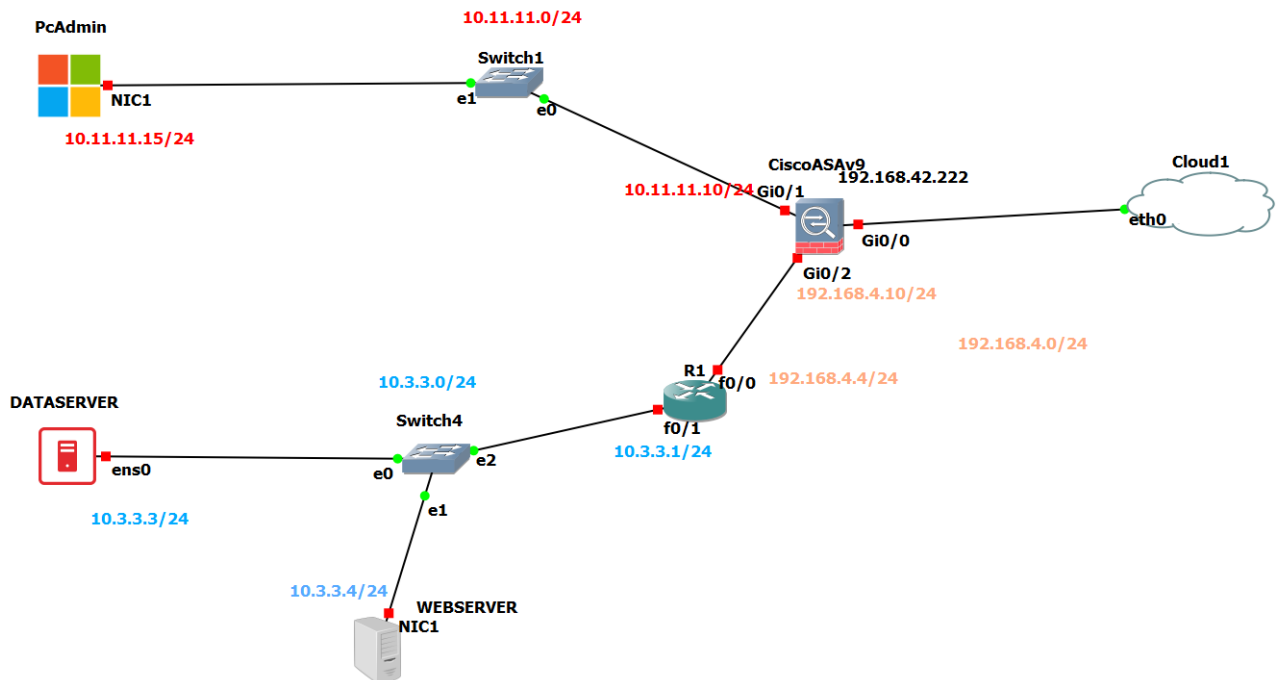 10.11.11.0/24
PcAdmin
Switch1
NIC1
e1
e0
10.11.11.15/24
CiscoASAv9
Cloud1
192.168.42.222
10.11.11.10/24
Gi0/1
eth0
Gi0/0
Gi0/2
192.168.4.10/24
192.168.4.0/24
R1
f0/0
192.168.4.4/24
10.3.3.0/24
DATASERVER
Switch4
f0/1
10.3.3.1/24
e2
e0
ens0
e1
10.3.3.3/24
10.3.3.4/24
WEBSERVER
NIC1